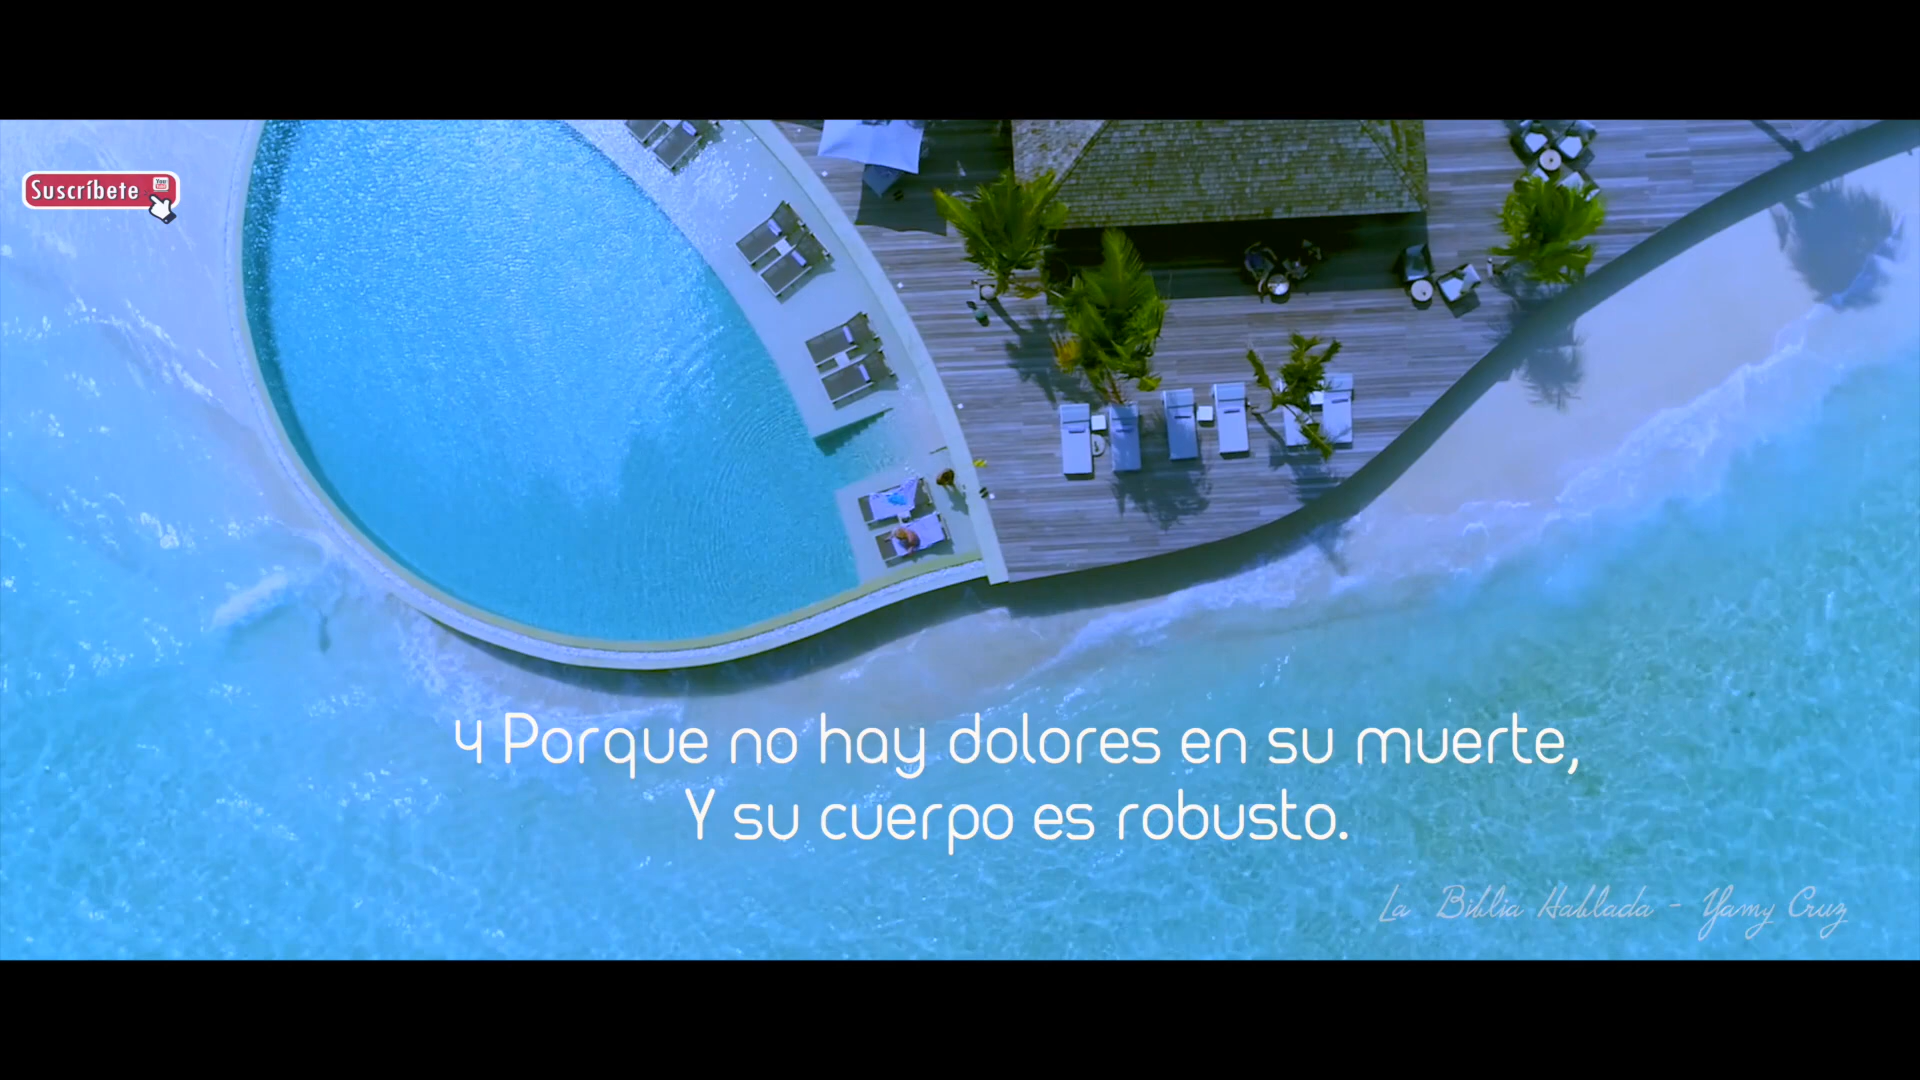 Suscríbete
4 Porque no hay dolores en su muerte,
Y su cuerpo es robusto.
La Biblia Hablada - Yamy Cruz